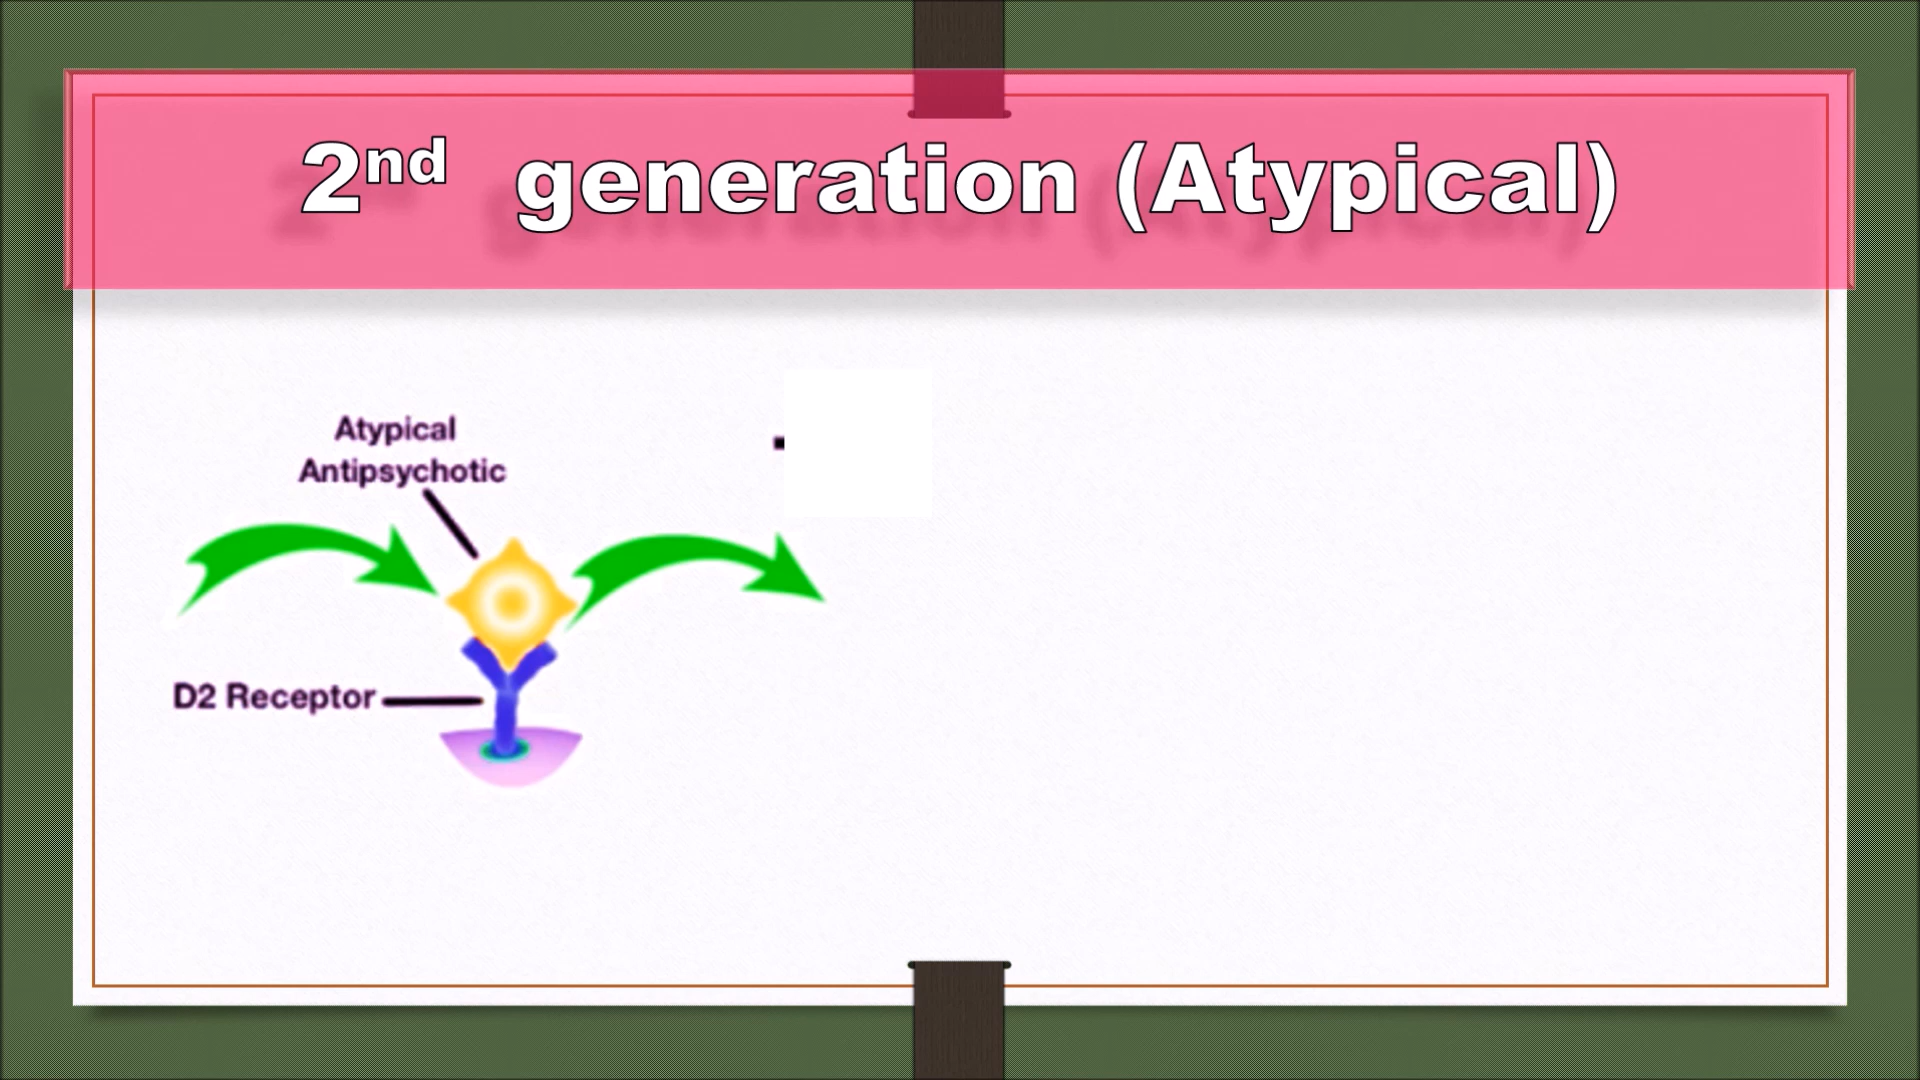 2nd generation (Atypical)
Atypical
Antipsychotic
D2 Receptor